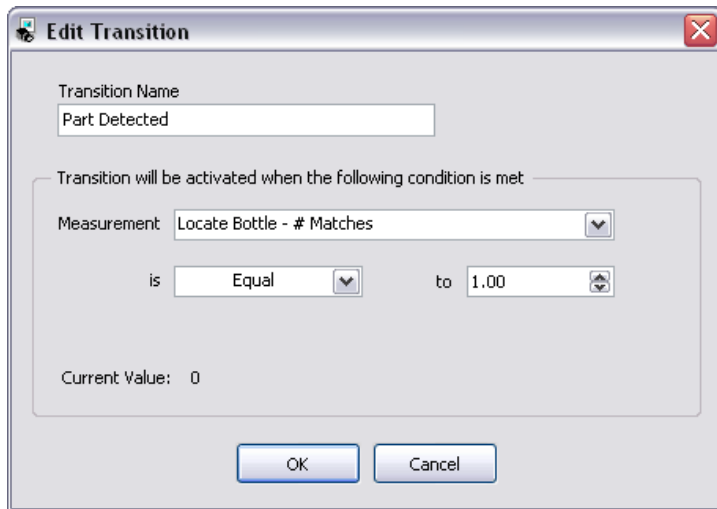 Edit Transition
Transition Name
Part Detected
Transition will be activated when the following condition is met
Measurement Locate Bottle - # Matches
is Equal to 1.00
Current Value: 0
OK Cancel